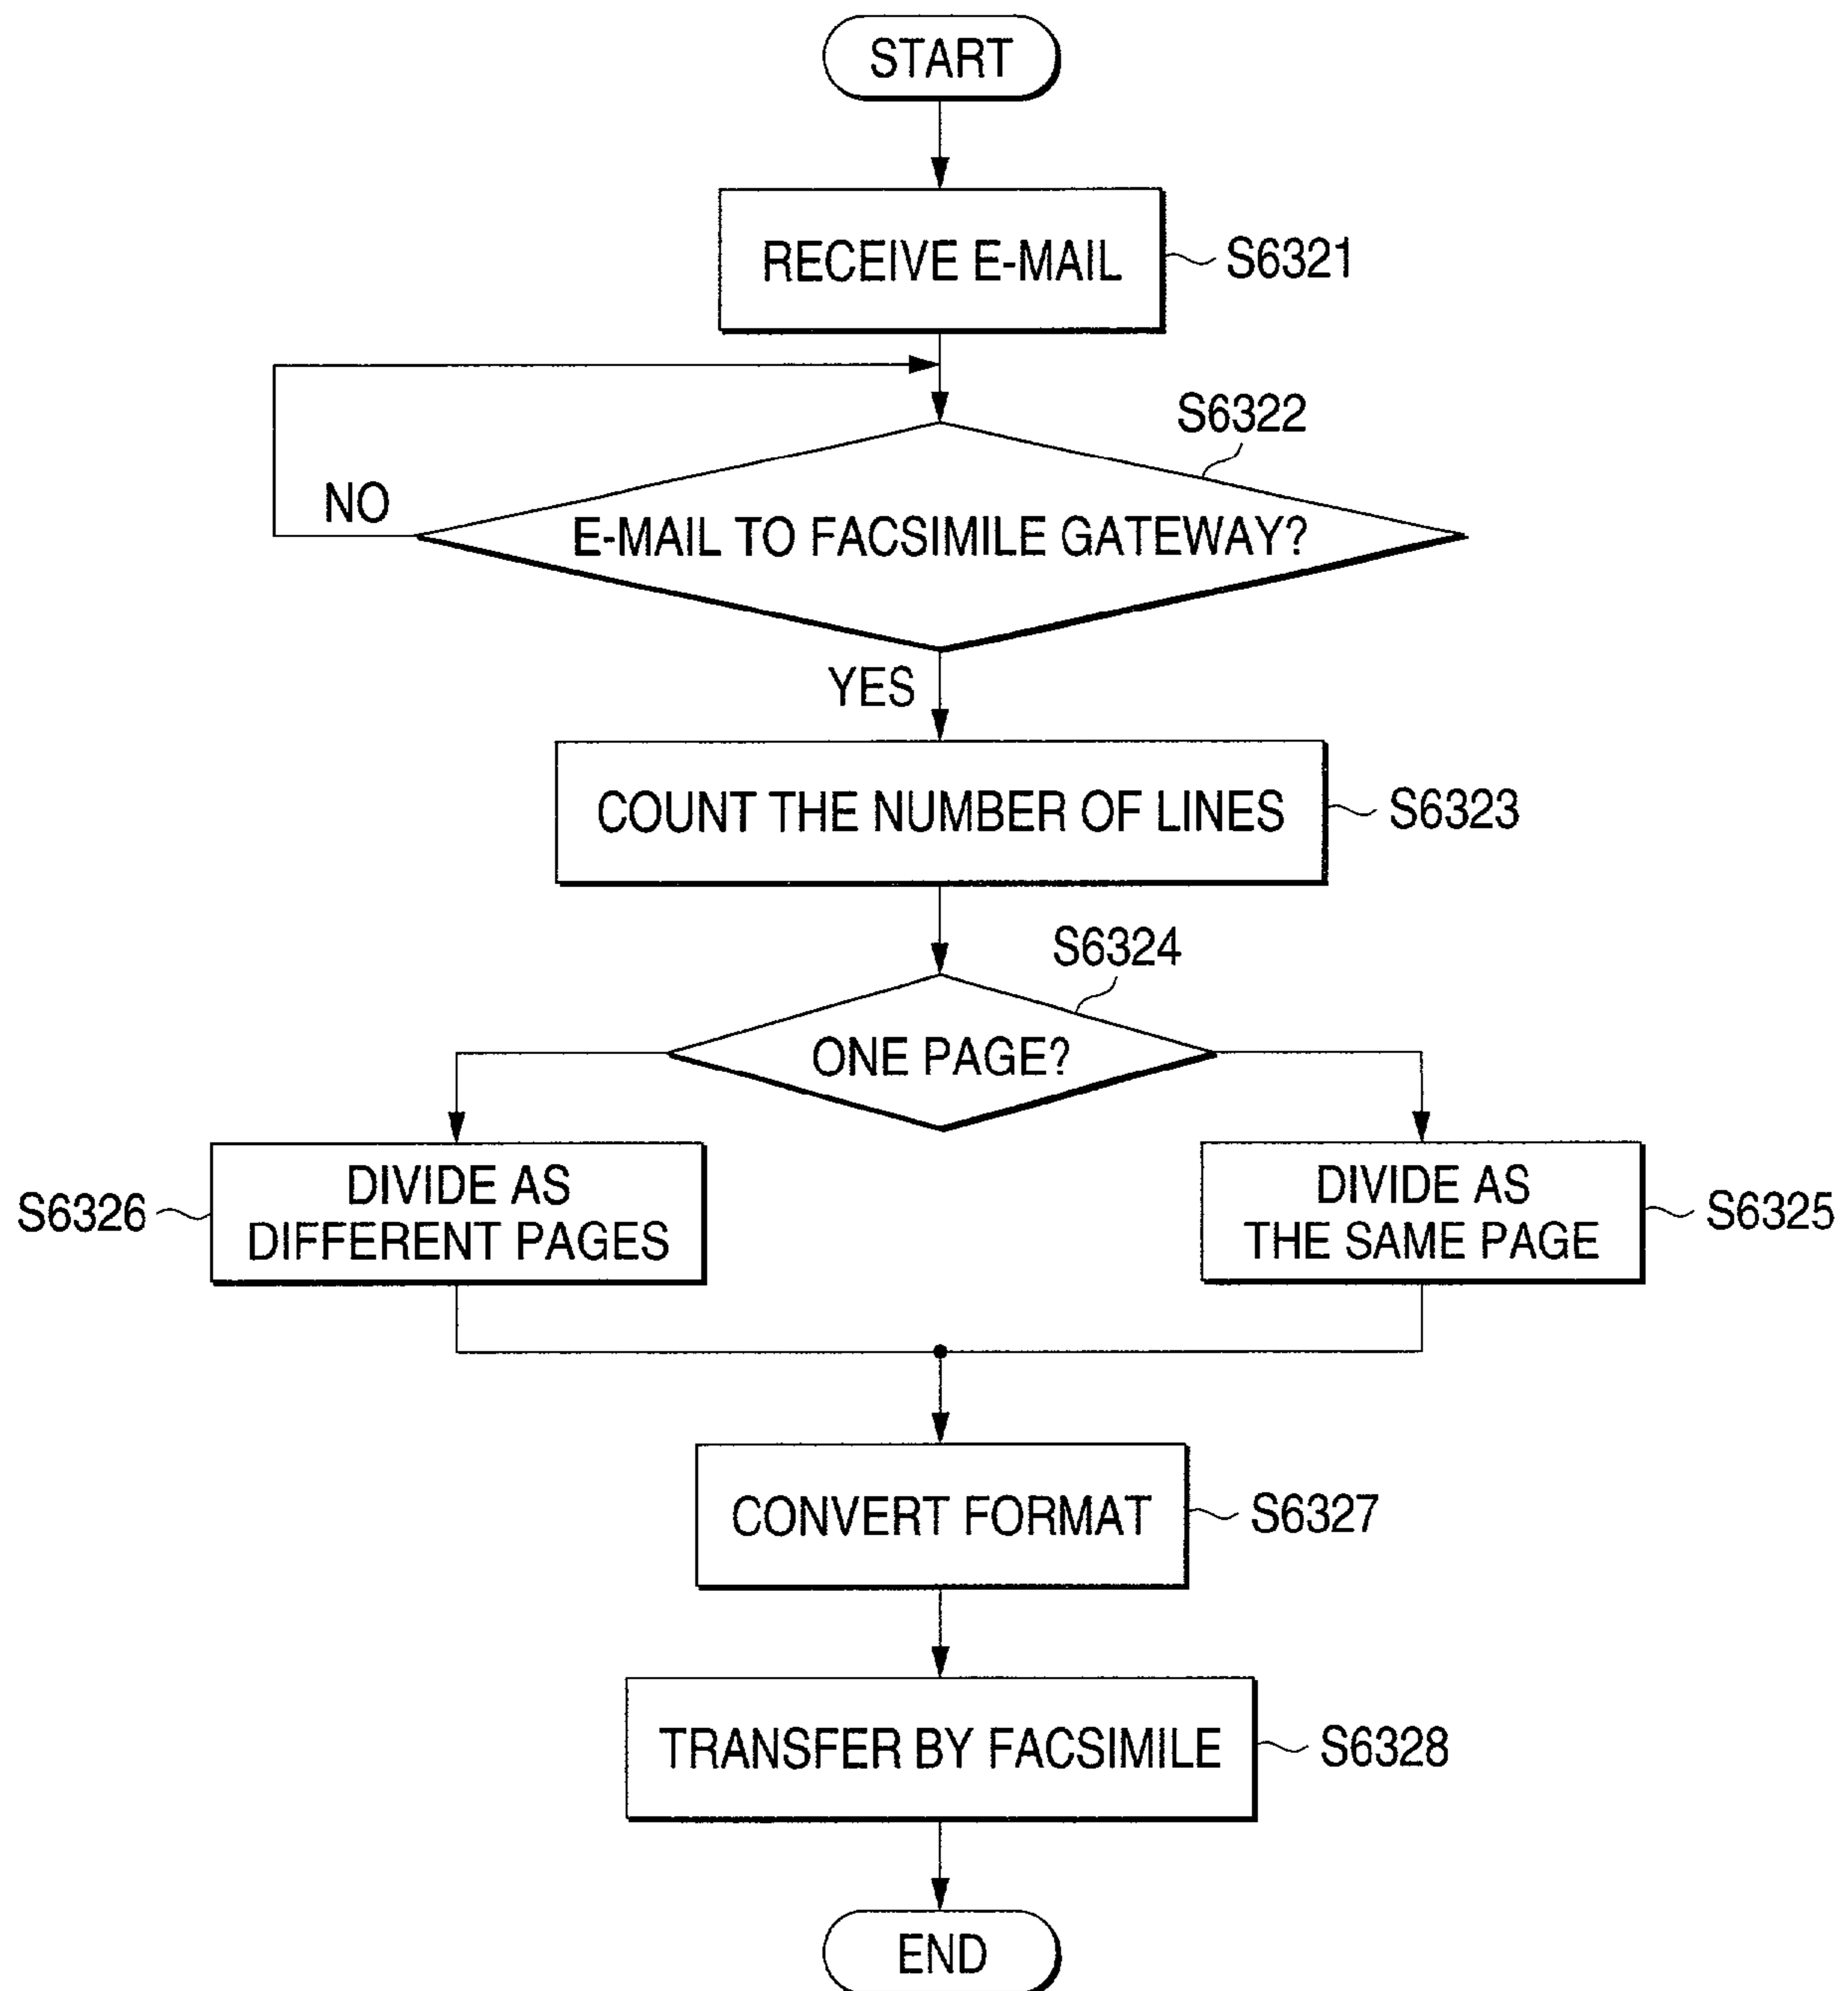 START
RECEIVE E-MAIL
S6321
S6322
NO
E-MAIL TO FACSIMILE GATEWAY?
YES
COUNT THE NUMBER OF LINES
S6323
S6324
ONE PAGE?
S6326
DIVIDE AS
DIFFERENT PAGES
DIVIDE AS
THE SAME PAGE
S6325
CONVERT FORMAT
S6327
TRANSFER BY FACSIMILE
S6328
END